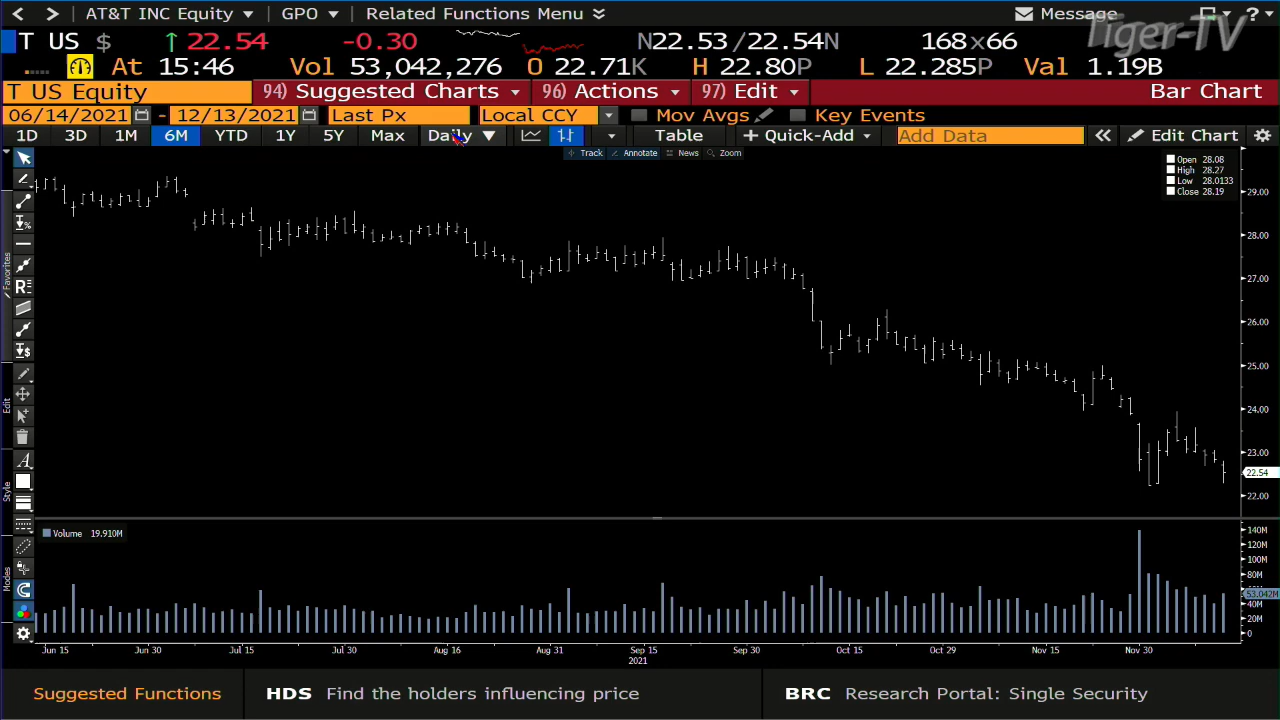 AT&T INC Equity GPO Related Functions Menu Message ?
T US $ 22.54 -0.30 N22.53/22.54N 168x66
Tiger-TV
At 15:46 Vol 53,042,276 O 22.71K H 22.80P L 22.285P Val 1.19B
T US Equity 94) Suggested Charts 96) Actions 97) Edit Bar Chart
06/14/2021 - 12/13/2021 Last Px Local CCY Mov Avgs Key Events
1D 3D 1M 6M YTD 1Y 5Y Max Daily Table + Quick-Add Add Data Edit Chart
Track Annotate News Zoom
Open 28.08
High 28.27
Low 28.0133
Close 28.19
29.00
28.00
27.00
26.00
25.00
24.00
23.00
22.54
22.00
Favorites
Edit
Style
Modes
Volume 19.910M
140M
120M
100M
80M
53.042M
40M
20M
0
Jun 15 Jun 30 Jul 15 Jul 30 Aug 16 Aug 31 Sep 15 Sep 30 Oct 15 Oct 29 Nov 15 Nov 30
2021
Suggested Functions HDS Find the holders influencing price BRC Research Portal: Single Security